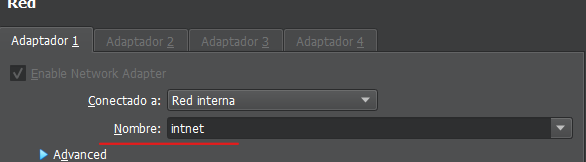 Red
Adaptador 1 Adaptador 2 Adaptador 3 Adaptador 4
Enable Network Adapter
Conectado a: Red interna
Nombre: intnet
Advanced